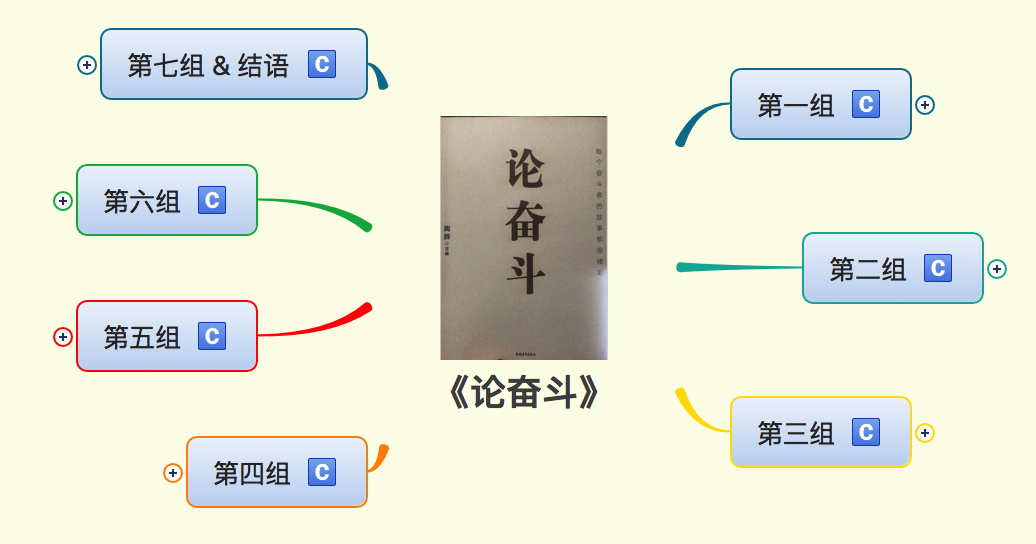 第七组 & 结语 C
第一组 C
第六组 C
第二组 C
第五组 C
第三组 C
第四组 C
论奋斗
每个奋斗者的故事都很精彩
《论奋斗》